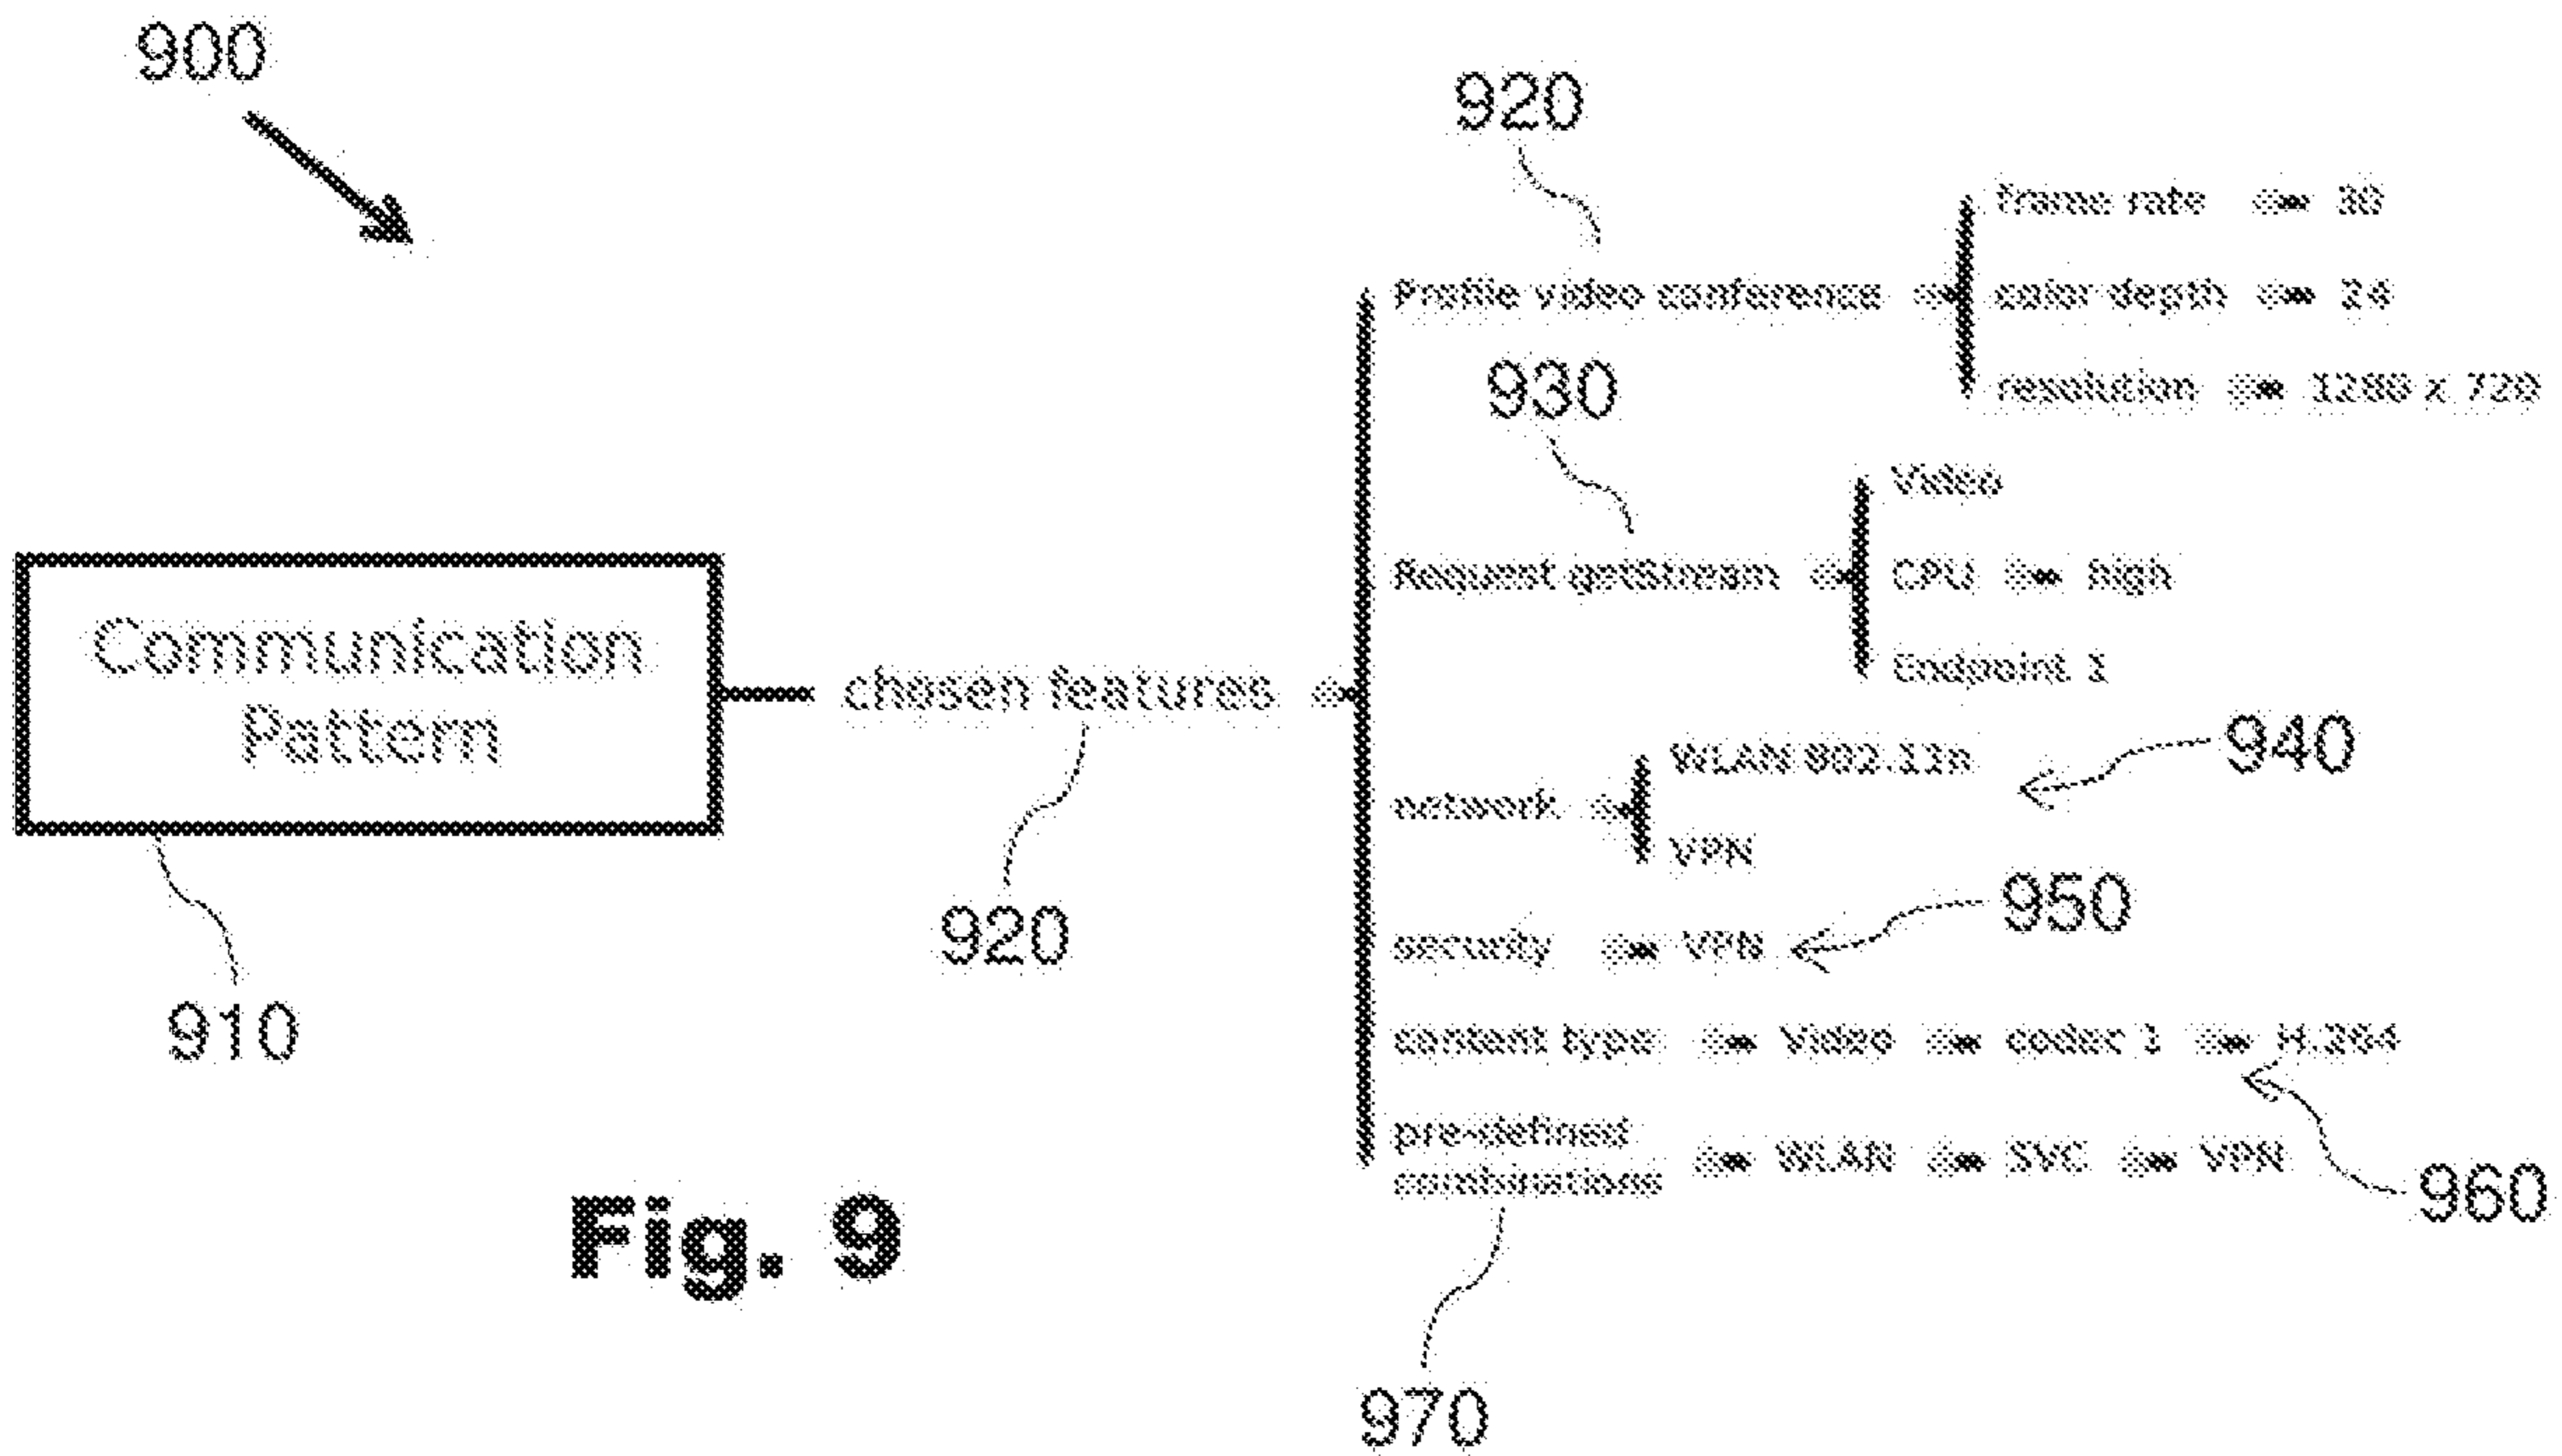 900
920
frame rate 30
Profile video conference color depth 24
930 resolution 1280 x 720
Video
Request getStream CPU high
Endpoint 1
Communication
Pattern
chosen features
WLAN 802.11n 940
network
VPN
920
security VPN 950
910
content type Video codec 1 H.264
pre-defined
combinations WLAN SVC VPN
960
Fig. 9
970